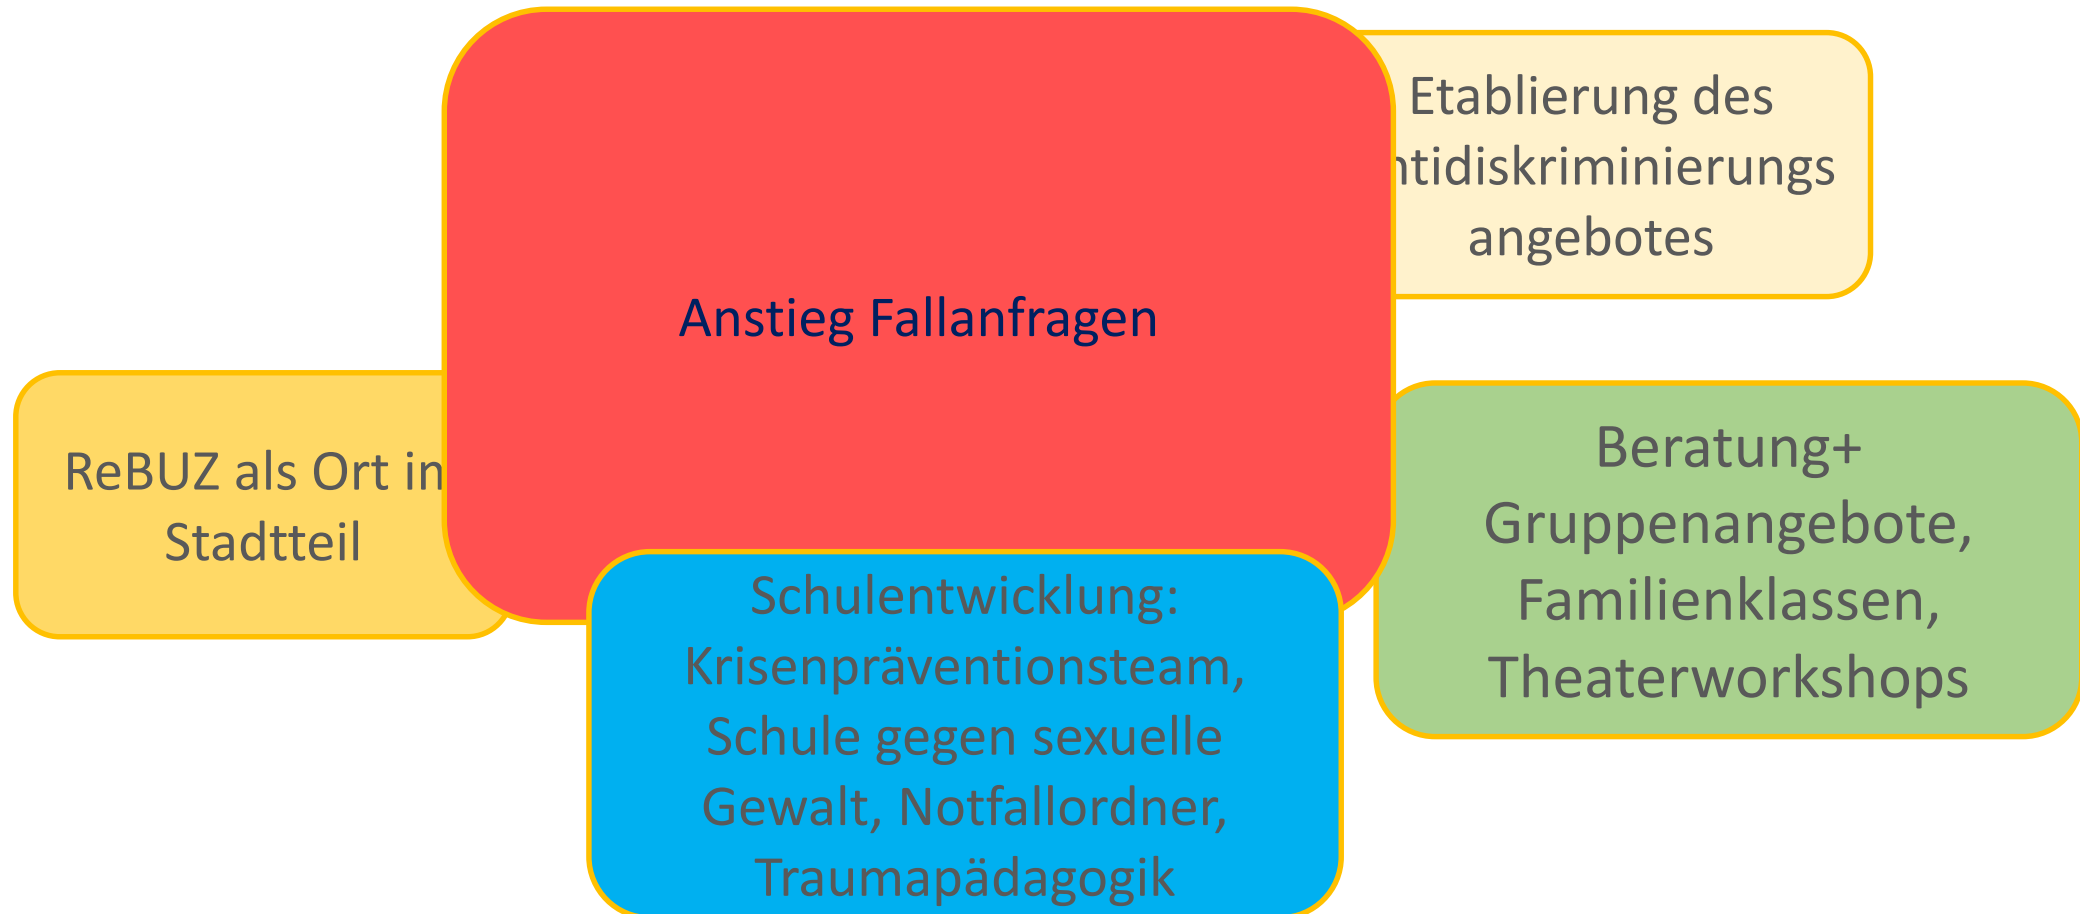 Etablierung des
ntidiskriminierungs
angebotes
Anstieg Fallanfragen
ReBUZ als Ort in
Stadtteil
Beratung+
Gruppenangebote,
Familienklassen,
Theaterworkshops
Schulentwicklung:
Krisenpräventionsteam,
Schule gegen sexuelle
Gewalt, Notfallordner,
Traumapädagogik